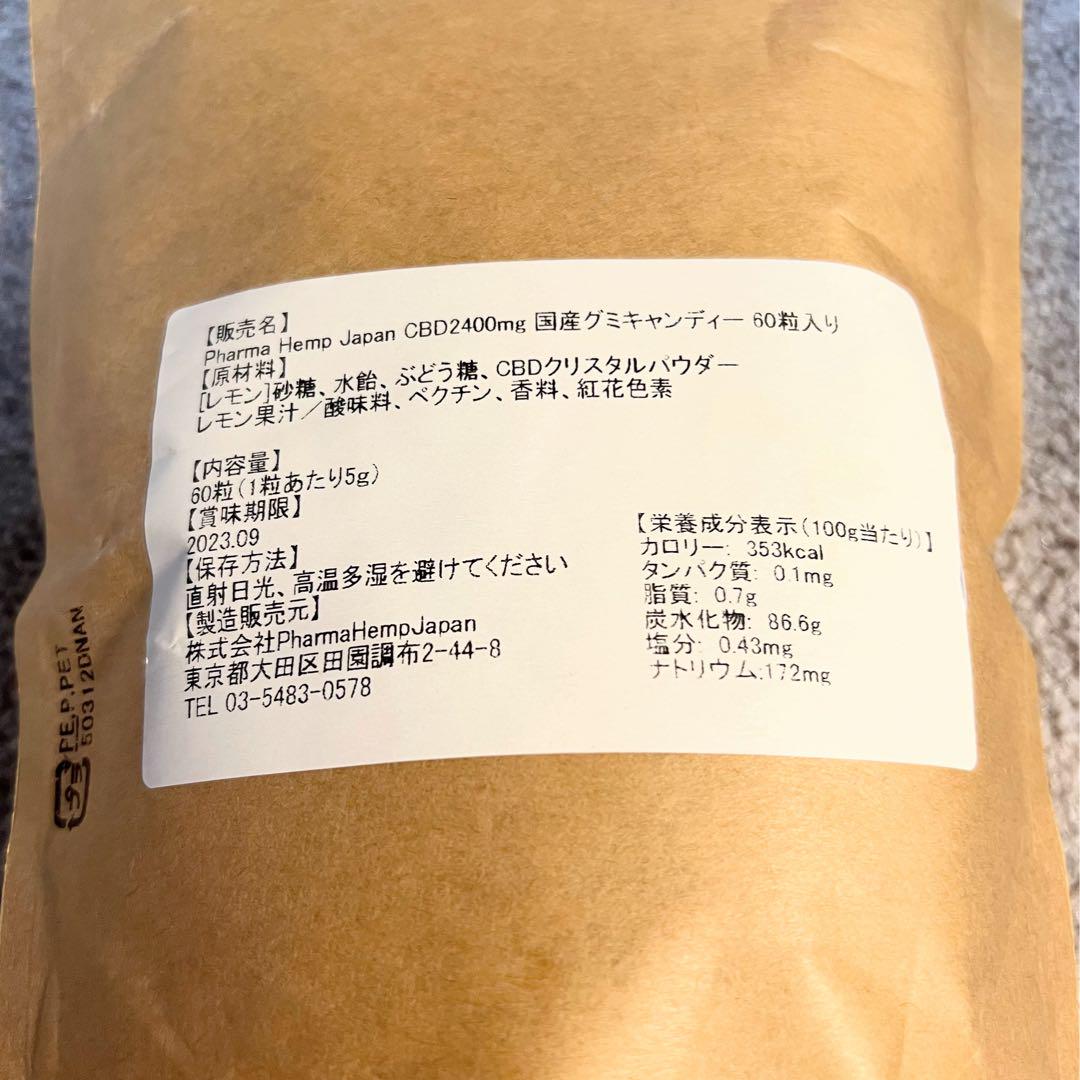 【販売名】
Pharma Hemp Japan CBD2400mg 国産グミキャンディー 60粒入り
【原材料】
[レモン]砂糖、水飴、ぶどう糖、CBDクリスタルパウダー
レモン果汁／酸味料、ペクチン、香料、紅花色素
【内容量】
60粒(1粒あたり5g)
【賞味期限】
2023.09
【保存方法】
直射日光、高温多湿を避けてください
【製造販売元】
株式会社PharmaHempJapan
東京都大田区田園調布2-44-8
TEL 03-5483-0578
【栄養成分表示(100g当たり)】
カロリー: 353kcal
タンパク質: 0.1mg
脂質: 0.7g
炭水化物: 86.6g
塩分: 0.43mg
ナトリウム:172mg
プラ
PE,P,PET
50312DNAN